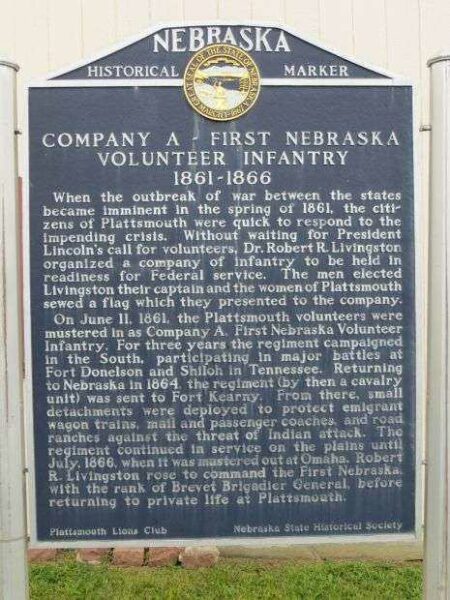 NEBRASKA
HISTORICAL MARKER
COMPANY A FIRST NEBRASKA
VOLUNTEER INFANTRY
1861-1866
When the outbreak of war between the states
became imminent in the spring of 1861, the citi-
zens of Plattsmouth were quick to respond to the
impending crisis. Without waiting for President
Lincoln's call for volunteers, Dr. Robert R. Livingston
organized a company of infantry to be held in
readiness for Federal service. The men elected
Livingston their captain and the women of Plattsmouth
sewed a flag which they presented to the company.
On June 11, 1861, the Plattsmouth volunteers were
mustered in as Company A, First Nebraska Volunteer
Infantry. For three years the regiment campaigned
in the South, participating in major battles at
Fort Donelson and Shiloh in Tennessee. Returning
to Nebraska in 1864, the regiment (by then a cavalry
unit) was sent to Fort Kearny. From there, small
detachments were deployed to protect emigrant
wagon trains, mail and passenger coaches, and road
ranches against the threat of Indian attack. The
regiment continued in service on the plains until
July, 1866, when it was mustered out at Omaha. Robert
R. Livingston rose to command the First Nebraska,
with the rank of Brevet Brigadier General, before
returning to private life at Plattsmouth.
Plattsmouth Lions Club Nebraska State Historical Society